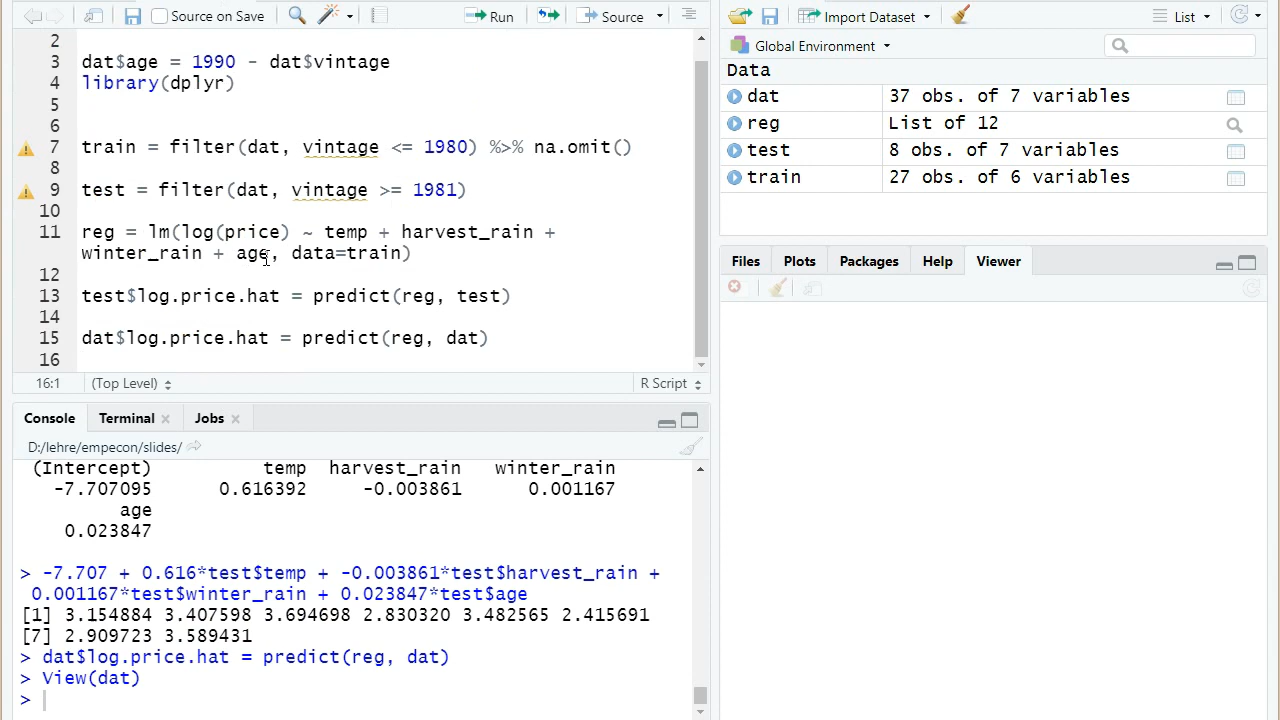 Source on Save
Run
Source
2
3 dat$age = 1990 - dat$vintage
4 library(dplyr)
5
6
7 train = filter(dat, vintage <= 1980) %>% na.omit()
8
9 test = filter(dat, vintage >= 1981)
10
11 reg = lm(log(price) ~ temp + harvest_rain +
winter_rain + age, data=train)
12
13 test$log.price.hat = predict(reg, test)
14
15 dat$log.price.hat = predict(reg, dat)
16
16:1 (Top Level) R Script
Console Terminal Jobs
D:/lehre/empecon/slides/
(Intercept) temp harvest_rain winter_rain
-7.707095 0.616392 -0.003861 0.001167
age
0.023847
> -7.707 + 0.616*test$temp + -0.003861*test$harvest_rain +
0.001167*test$winter_rain + 0.023847*test$age
[1] 3.154884 3.407598 3.694698 2.830320 3.482565 2.415691
[7] 2.909723 3.589431
> dat$log.price.hat = predict(reg, dat)
> View(dat)
>
Import Dataset List
Global Environment
Data
dat 37 obs. of 7 variables
reg List of 12
test 8 obs. of 7 variables
train 27 obs. of 6 variables
Files Plots Packages Help Viewer